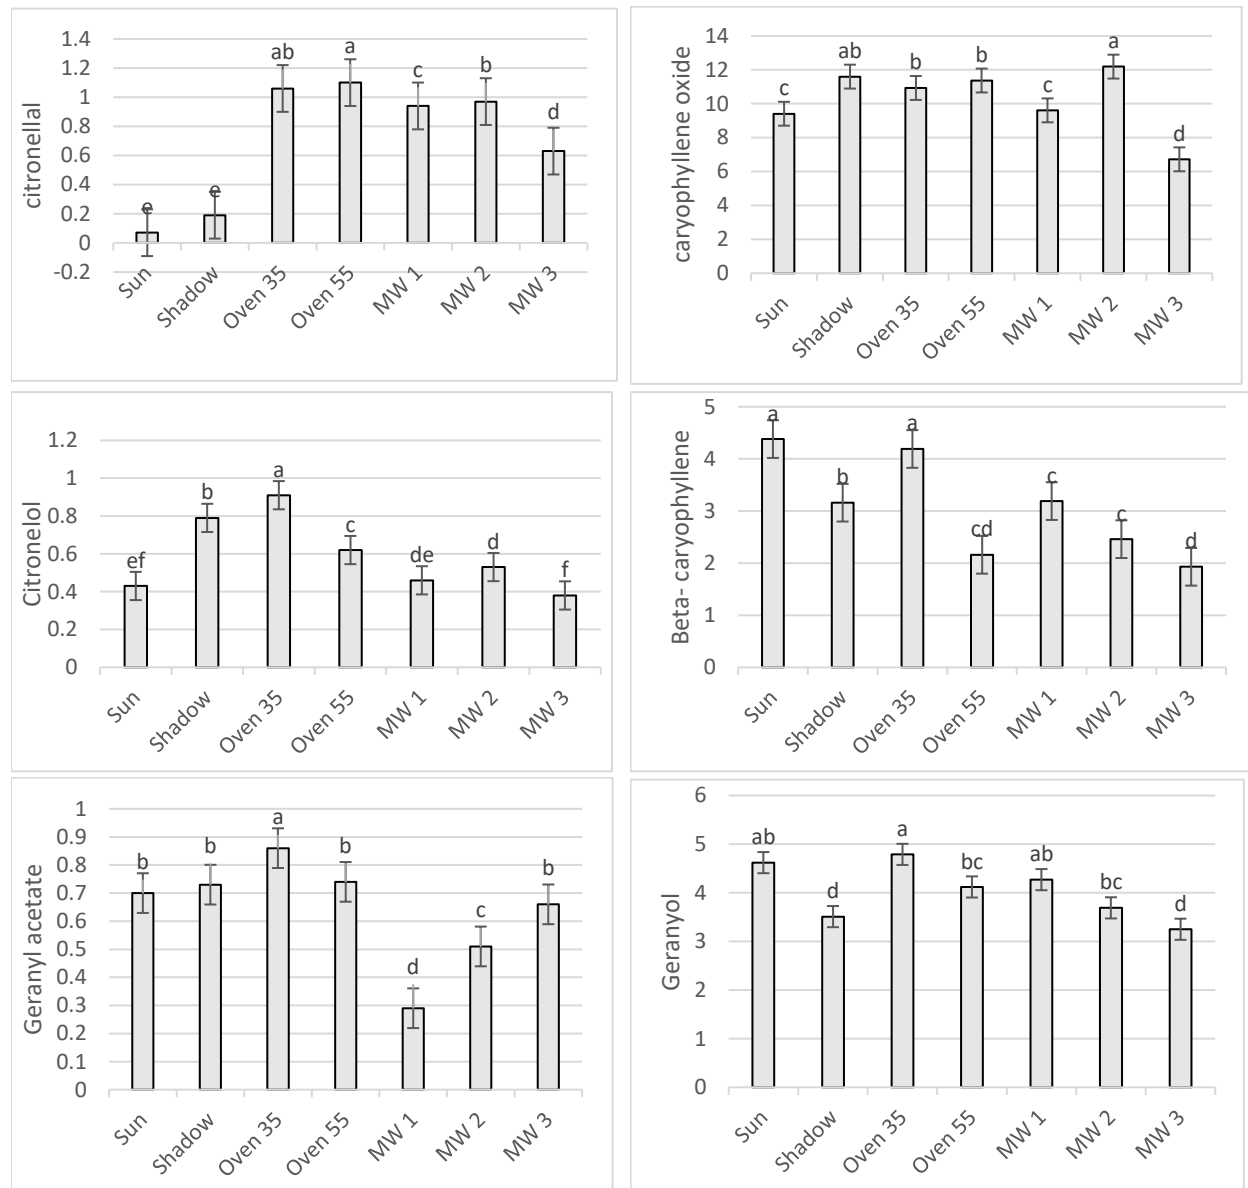 citronellal
1.4
1.2
1
0.8
0.6
0.4
0.2
0
-0.2
e e ab a c b d
Sun Shadow Oven 35 Oven 55 MW 1 MW 2 MW 3
caryophyllene oxide
14
12
10
8
6
4
2
0
c ab b b c a d
Sun Shadow Oven 35 Oven 55 MW 1 MW 2 MW 3
Citronelol
1.2
1
0.8
0.6
0.4
0.2
0
ef b a c de d f
Sun Shadow Oven 35 Oven 55 MW 1 MW 2 MW 3
Beta- caryophyllene
5
4
3
2
1
0
a b a cd c c d
Sun Shadow Oven 35 Oven 55 MW 1 MW 2 MW 3
Geranyl acetate
1
0.9
0.8
0.7
0.6
0.5
0.4
0.3
0.2
0.1
0
b b a b d c b
Sun Shadow Oven 35 Oven 55 MW 1 MW 2 MW 3
Geranyol
6
5
4
3
2
1
0
ab d a bc ab bc d
Sun Shadow Oven 35 Oven 55 MW 1 MW 2 MW 3